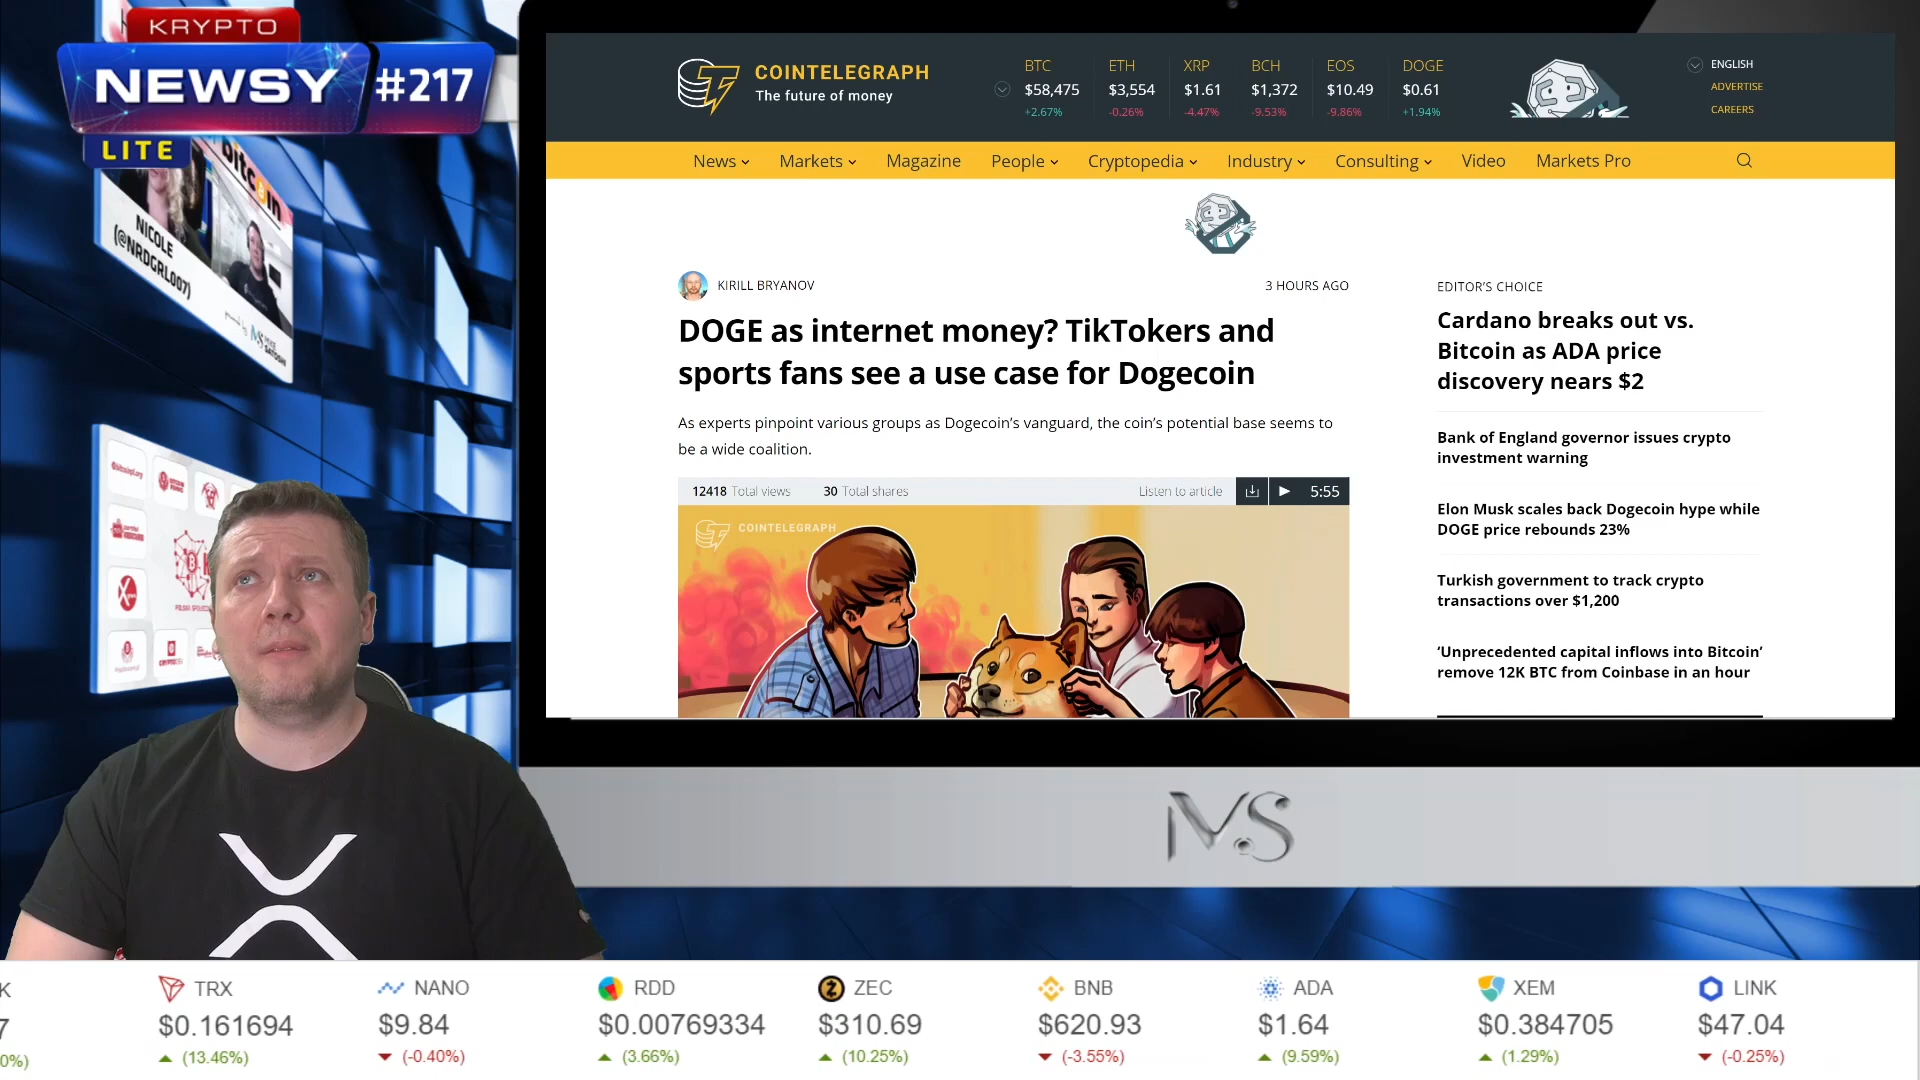 KRYPTO
NEWSY #217
LITE
bitcoin
NICOLE
(@NRDGRL007)
COINTELEGRAPH
The future of money
BTC
$58,475
+2.67%
ETH
$3,554
-0.26%
XRP
$1.61
-4.47%
BCH
$1,372
-9.53%
EOS
$10.49
-9.86%
DOGE
$0.61
+1.94%
ENGLISH
ADVERTISE
CAREERS
News Markets Magazine People Cryptopedia Industry Consulting Video Markets Pro
KIRILL BRYANOV
3 HOURS AGO
DOGE as internet money? TikTokers and
sports fans see a use case for Dogecoin
As experts pinpoint various groups as Dogecoin’s vanguard, the coin’s potential base seems to
be a wide coalition.
12418 Total views 30 Total shares Listen to article 5:55
COINTELEGRAPH
EDITOR’S CHOICE
Cardano breaks out vs.
Bitcoin as ADA price
discovery nears $2
Bank of England governor issues crypto
investment warning
Elon Musk scales back Dogecoin hype while
DOGE price rebounds 23%
Turkish government to track crypto
transactions over $1,200
‘Unprecedented capital inflows into Bitcoin’
remove 12K BTC from Coinbase in an hour
MS
K
7
0%)
TRX
$0.161694
(13.46%)
NANO
$9.84
(-0.40%)
RDD
$0.00769334
(3.66%)
ZEC
$310.69
(10.25%)
BNB
$620.93
(-3.55%)
ADA
$1.64
(9.59%)
XEM
$0.384705
(1.29%)
LINK
$47.04
(-0.25%)